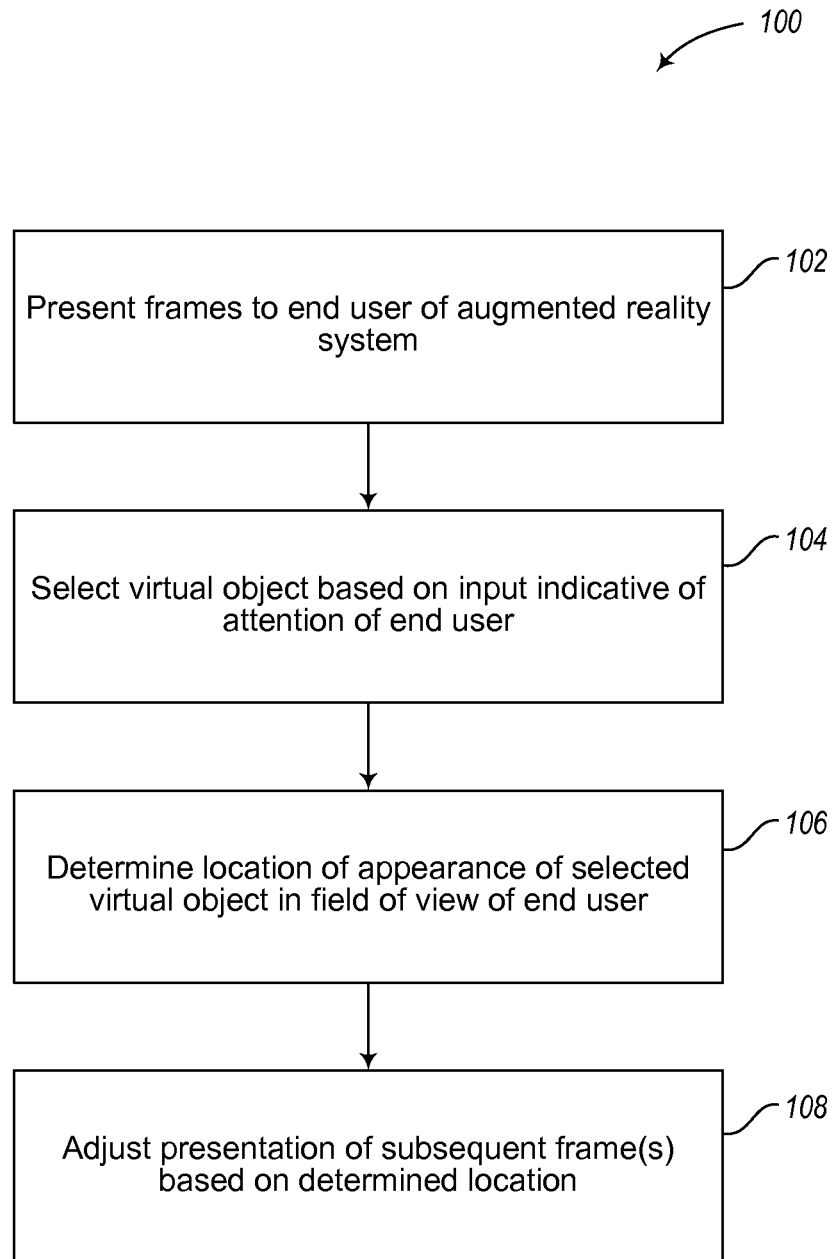 100
102
Present frames to end user of augmented reality
system
104
Select virtual object based on input indicative of
attention of end user
106
Determine location of appearance of selected
virtual object in field of view of end user
108
Adjust presentation of subsequent frame(s)
based on determined location